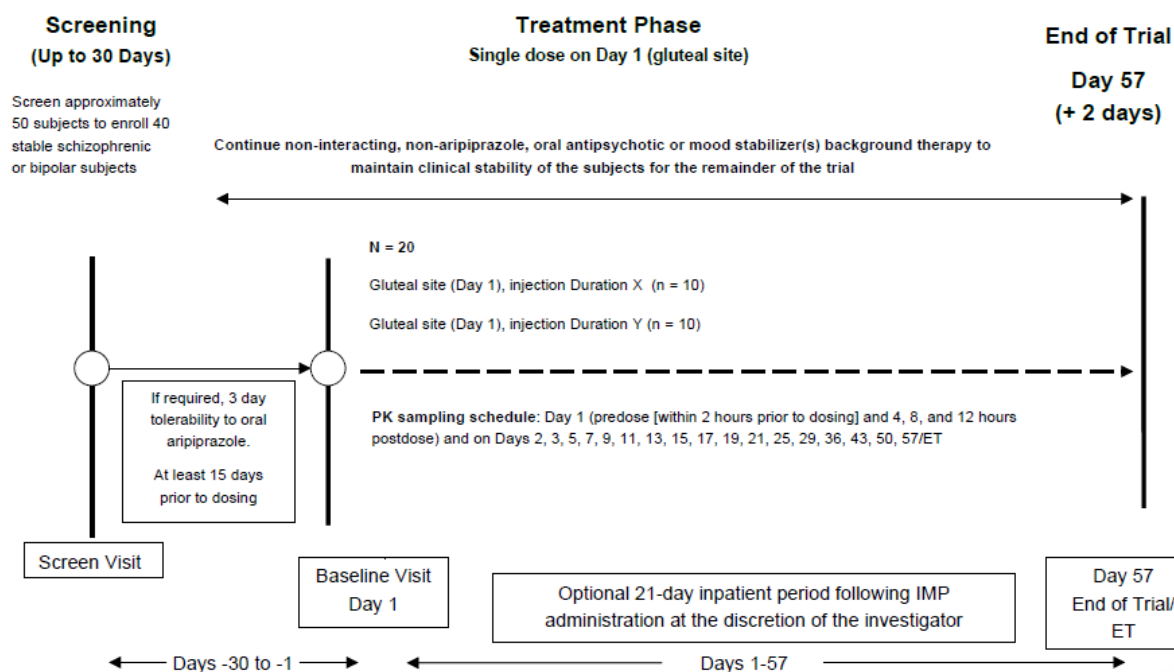 Screening
(Up to 30 Days)
Screen approximately
50 subjects to enroll 40
stable schizophrenic
or bipolar subjects
Treatment Phase
Single dose on Day 1 (gluteal site)
End of Trial
Day 57
(+ 2 days)
Continue non-interacting, non-aripiprazole, oral antipsychotic or mood stabilizer(s) background therapy to
maintain clinical stability of the subjects for the remainder of the trial
N = 20
Gluteal site (Day 1), injection Duration X (n = 10)
Gluteal site (Day 1), injection Duration Y (n = 10)
If required, 3 day
tolerability to oral
aripiprazole.
At least 15 days
prior to dosing
PK sampling schedule: Day 1 (predose [within 2 hours prior to dosing] and 4, 8, and 12 hours
postdose) and on Days 2, 3, 5, 7, 9, 11, 13, 15, 17, 19, 21, 25, 29, 36, 43, 50, 57/ET
Screen Visit
Baseline Visit
Day 1
Optional 21-day inpatient period following IMP
administration at the discretion of the investigator
Day 57
End of Trial/
ET
Days -30 to -1
Days 1-57